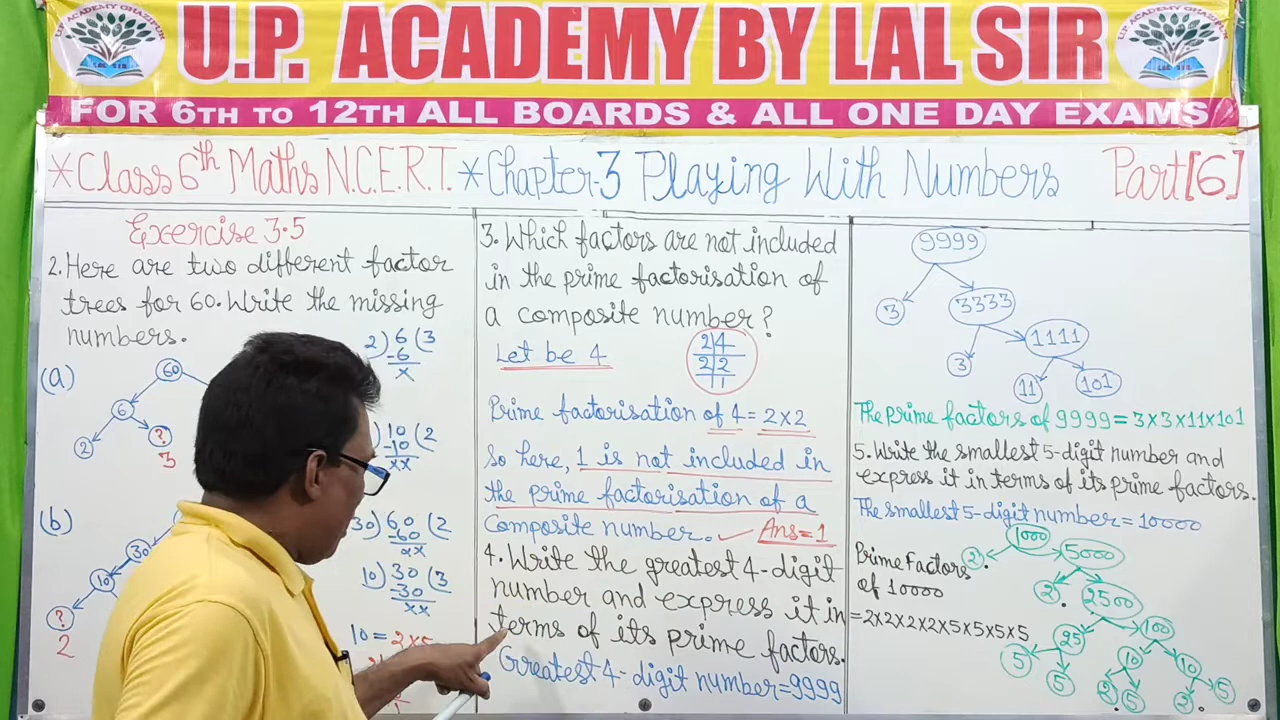 U.P. ACADEMY BY LAL SIR
FOR 6TH TO 12TH ALL BOARDS & ALL ONE DAY EXAMS
*Class 6th Maths N.C.E.R.T. *Chapter-3 Playing With Numbers Part[6]
Exercise 3.5
2. Here are two different factor
trees for 60. Write the missing
numbers.
(a)
60
6
2
?
3
2) 6 (3
-6
x
10 (2
-10
xx
(b)
30
10
?
2
30) 60 (2
-60
xx
10) 30 (3
-30
xx
10 = 2×5
3. Which factors are not included
in the prime factorisation of
a composite number?
Let be 4
2 | 4
2 | 2
1
Prime factorisation of 4 = 2×2
So here, 1 is not included in
the prime factorisation of a
Composite number. ✓ Ans=1
4. Write the greatest 4-digit
number and express it in
terms of its prime factors.
Greatest 4-digit number=9999
9999
3 3333
3 1111
11 101
The prime factors of 9999 = 3×3×11×101
5. Write the smallest 5-digit number and
express it in terms of its prime factors.
The smallest 5-digit number = 10000
1000
2 5000
2 2500
25 100
5 5 10 10
2 5 2 5
Prime Factors
of 10000
= 2×2×2×2×5×5×5×5